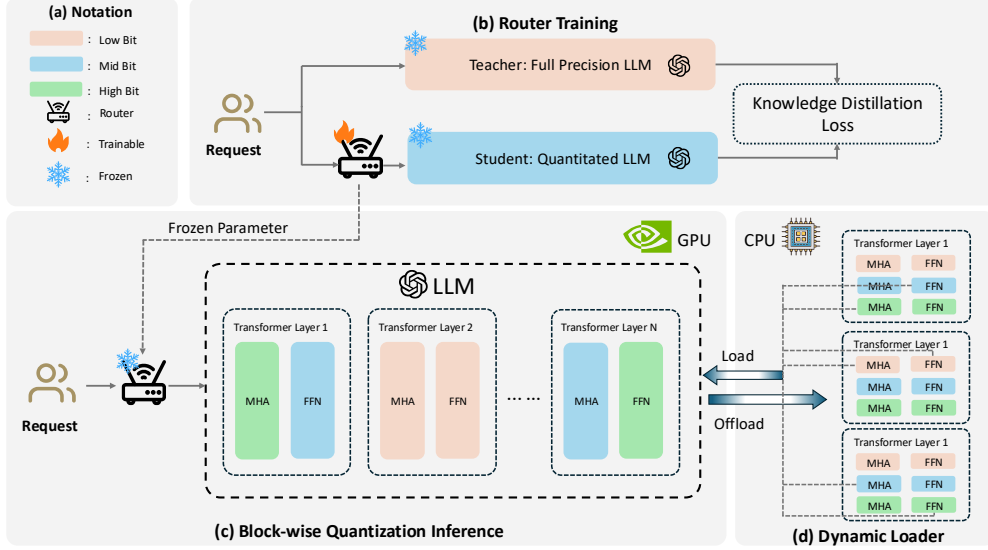 (a) Notation
: Low Bit
: Mid Bit
: High Bit
: Router
: Trainable
: Frozen
(b) Router Training
Request
Teacher: Full Precision LLM
Student: Quantitated LLM
Knowledge Distillation
Loss
Frozen Parameter
GPU
LLM
Transformer Layer 1
MHA
FFN
Transformer Layer 2
MHA
FFN
... ...
Transformer Layer N
MHA
FFN
Request
(c) Block-wise Quantization Inference
Load
Offload
CPU
Transformer Layer 1
MHA FFN
MHA FFN
MHA FFN
Transformer Layer 1
MHA FFN
MHA FFN
MHA FFN
Transformer Layer 1
MHA FFN
MHA FFN
MHA FFN
(d) Dynamic Loader